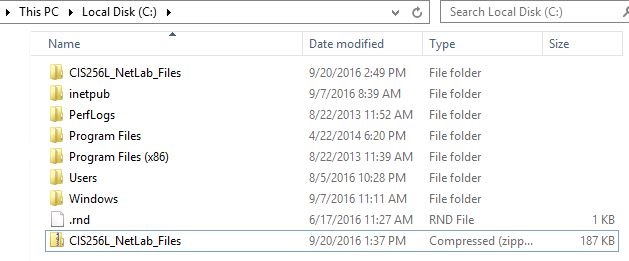 This PC Local Disk (C:) Search Local Disk (C:)
Name Date modified Type Size
CIS256L_NetLab_Files 9/20/2016 2:49 PM File folder
inetpub 9/7/2016 8:39 AM File folder
PerfLogs 8/22/2013 11:52 AM File folder
Program Files 4/22/2014 6:20 PM File folder
Program Files (x86) 8/22/2013 11:39 AM File folder
Users 8/5/2016 10:28 PM File folder
Windows 9/7/2016 11:11 AM File folder
.rnd 6/17/2016 11:27 AM RND File 1 KB
CIS256L_NetLab_Files 9/20/2016 1:37 PM Compressed (zipp... 187 KB